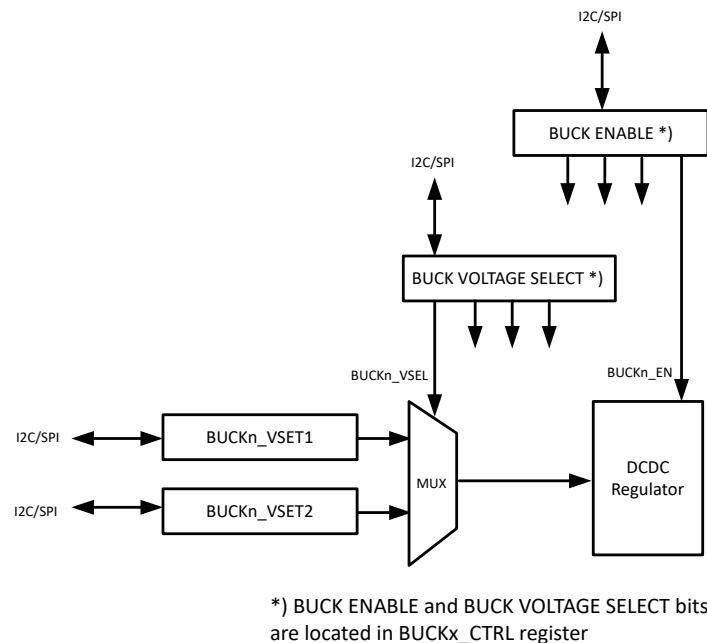 I2C/SPI
BUCK ENABLE *)
I2C/SPI
BUCK VOLTAGE SELECT *)
BUCKn_VSEL
BUCKn_EN
I2C/SPI
BUCKn_VSET1
MUX
DCDC
Regulator
I2C/SPI
BUCKn_VSET2
*) BUCK ENABLE and BUCK VOLTAGE SELECT bits
are located in BUCKx_CTRL register